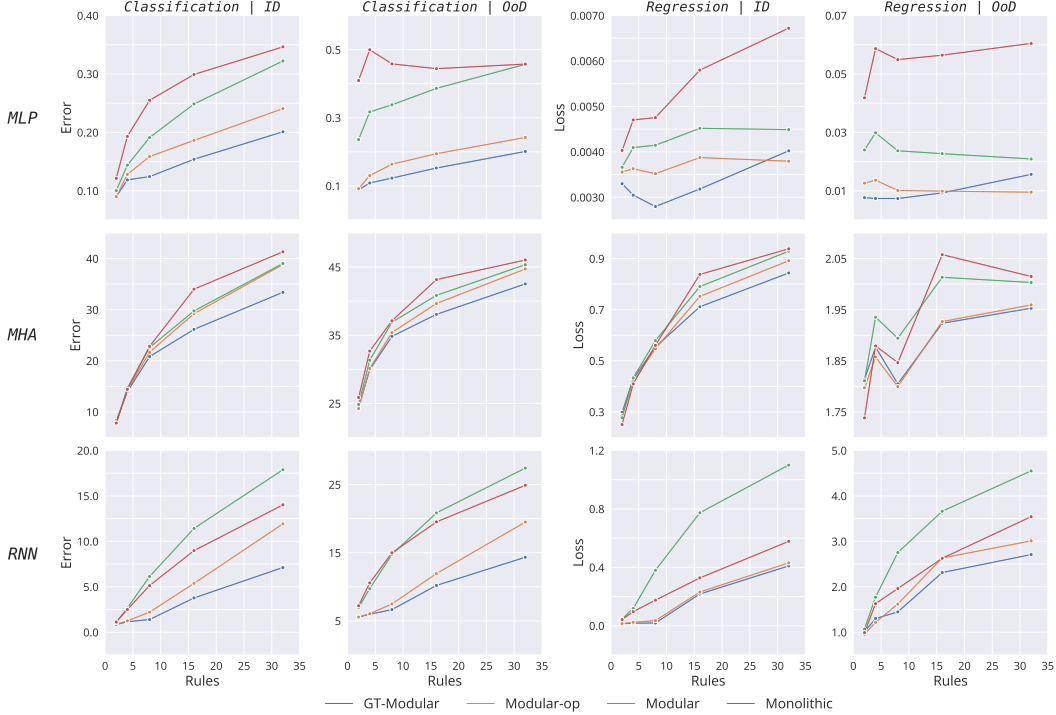 Classification | ID
Classification | OoD
Regression | ID
Regression | OoD
MLP
Error
0.40
0.30
0.20
0.10
0.5
0.3
0.1
Loss
0.0070
0.0060
0.0050
0.0040
0.0030
0.07
0.05
0.03
0.01
MHA
Error
40
30
20
10
45
35
25
Loss
0.9
0.7
0.5
0.3
2.05
1.95
1.85
1.75
RNN
Error
20.0
15.0
10.0
5.0
0.0
25
15
5
Loss
1.2
0.8
0.4
0.0
5.0
4.0
3.0
2.0
1.0
0 5 10 15 20 25 30 35
0 5 10 15 20 25 30 35
0 5 10 15 20 25 30 35
0 5 10 15 20 25 30 35
Rules
Rules
Rules
Rules
GT-Modular
Modular-op
Modular
Monolithic